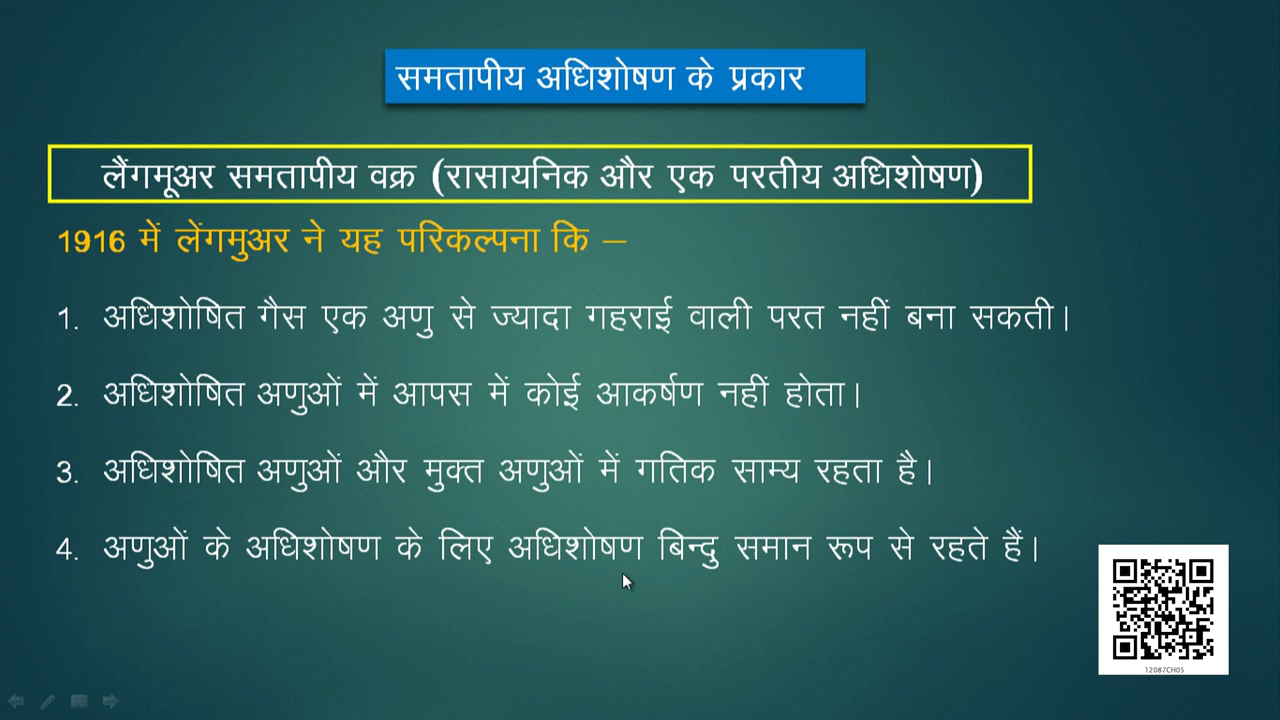 समतापीय अधिशोषण के प्रकार
लैंगमूअर समतापीय वक्र (रासायनिक और एक परतीय अधिशोषण)
1916 में लेंगमुअर ने यह परिकल्पना कि –
1. अधिशोषित गैस एक अणु से ज्यादा गहराई वाली परत नहीं बना सकती।
2. अधिशोषित अणुओं में आपस में कोई आकर्षण नहीं होता।
3. अधिशोषित अणुओं और मुक्त अणुओं में गतिक साम्य रहता है।
4. अणुओं के अधिशोषण के लिए अधिशोषण बिन्दु समान रूप से रहते हैं।
12087CH05